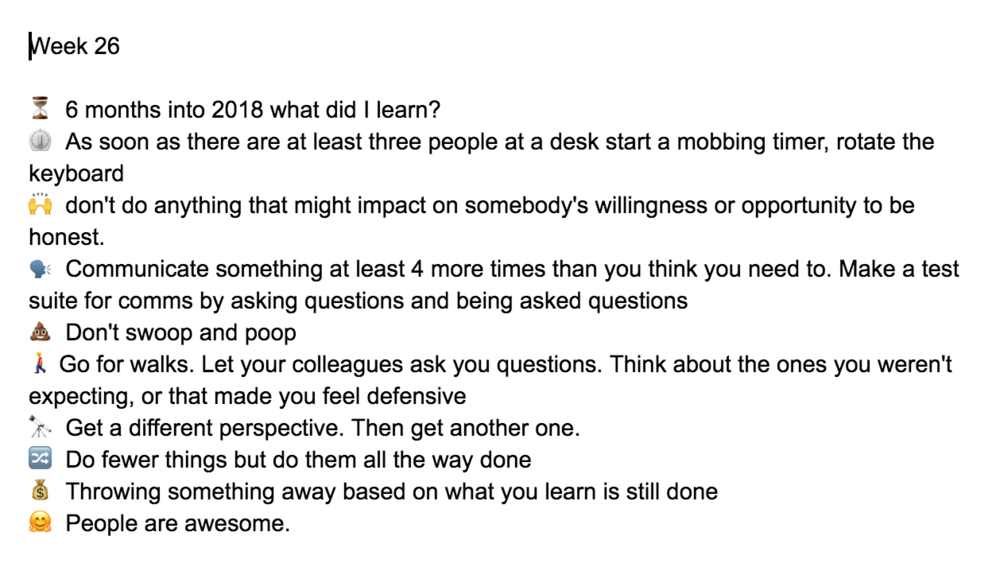 Week 26
⏳ 6 months into 2018 what did I learn?
⏲️ As soon as there are at least three people at a desk start a mobbing timer, rotate the
keyboard
🙌 don't do anything that might impact on somebody's willingness or opportunity to be
honest.
🗣️ Communicate something at least 4 more times than you think you need to. Make a test
suite for comms by asking questions and being asked questions
💩 Don't swoop and poop
🚶 Go for walks. Let your colleagues ask you questions. Think about the ones you weren't
expecting, or that made you feel defensive
🔭 Get a different perspective. Then get another one.
🔀 Do fewer things but do them all the way done
💰 Throwing something away based on what you learn is still done
🤗 People are awesome.